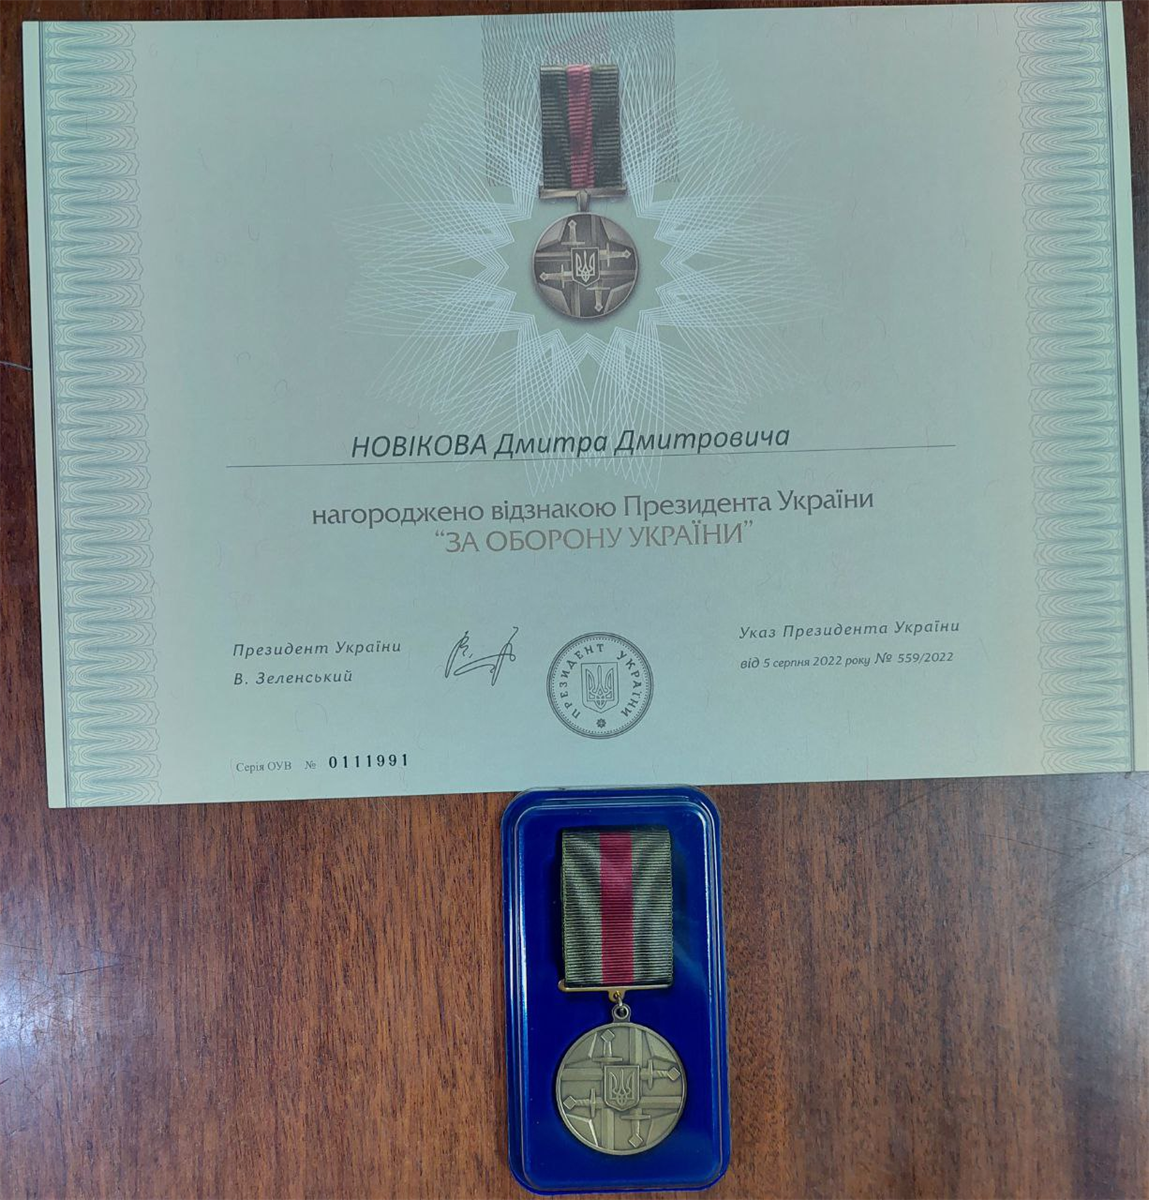 НОВІКОВА Дмитра Дмитровича
нагороджено відзнакою Президента України
“ЗА ОБОРОНУ УКРАЇНИ”
Президент України
В. Зеленський
ПРЕЗИДЕНТ УКРАЇНИ
Указ Президента України
від 5 серпня 2022 року № 559/2022
Серія ОУВ № 0111991